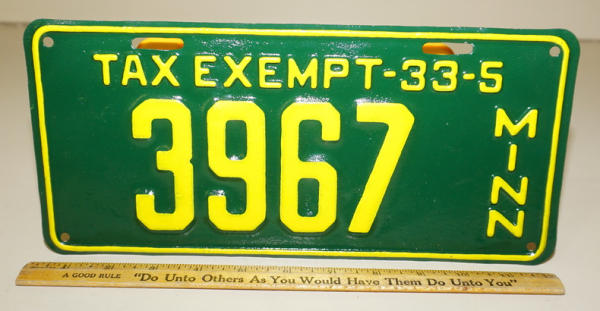 TAX EXEMPT-33-5
3967
MINN
A GOOD RULE "Do Unto Others As You Would Have Them Do Unto You"